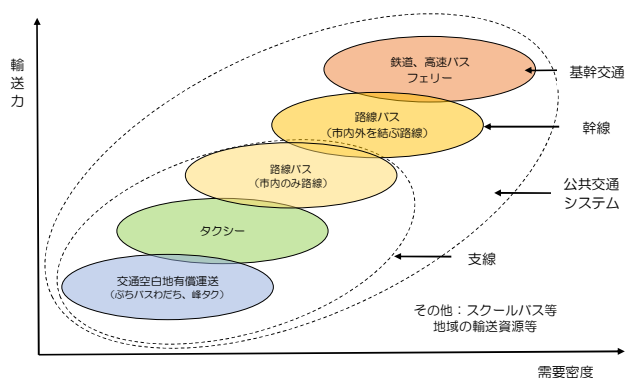 輸送力
鉄道、高速バス
フェリー
基幹交通
路線バス
(市内外を結ぶ路線)
幹線
路線バス
(市内のみ路線)
公共交通
システム
タクシー
支線
交通空白地有償運送
(ぷちバスわだち、峰タク)
その他：スクールバス等
地域の輸送資源等
需要密度